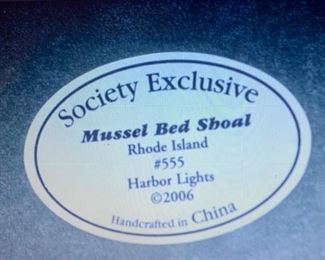 Society Exclusive
Mussel Bed Shoal
Rhode Island
#555
Harbor Lights
©2006
Handcrafted in China